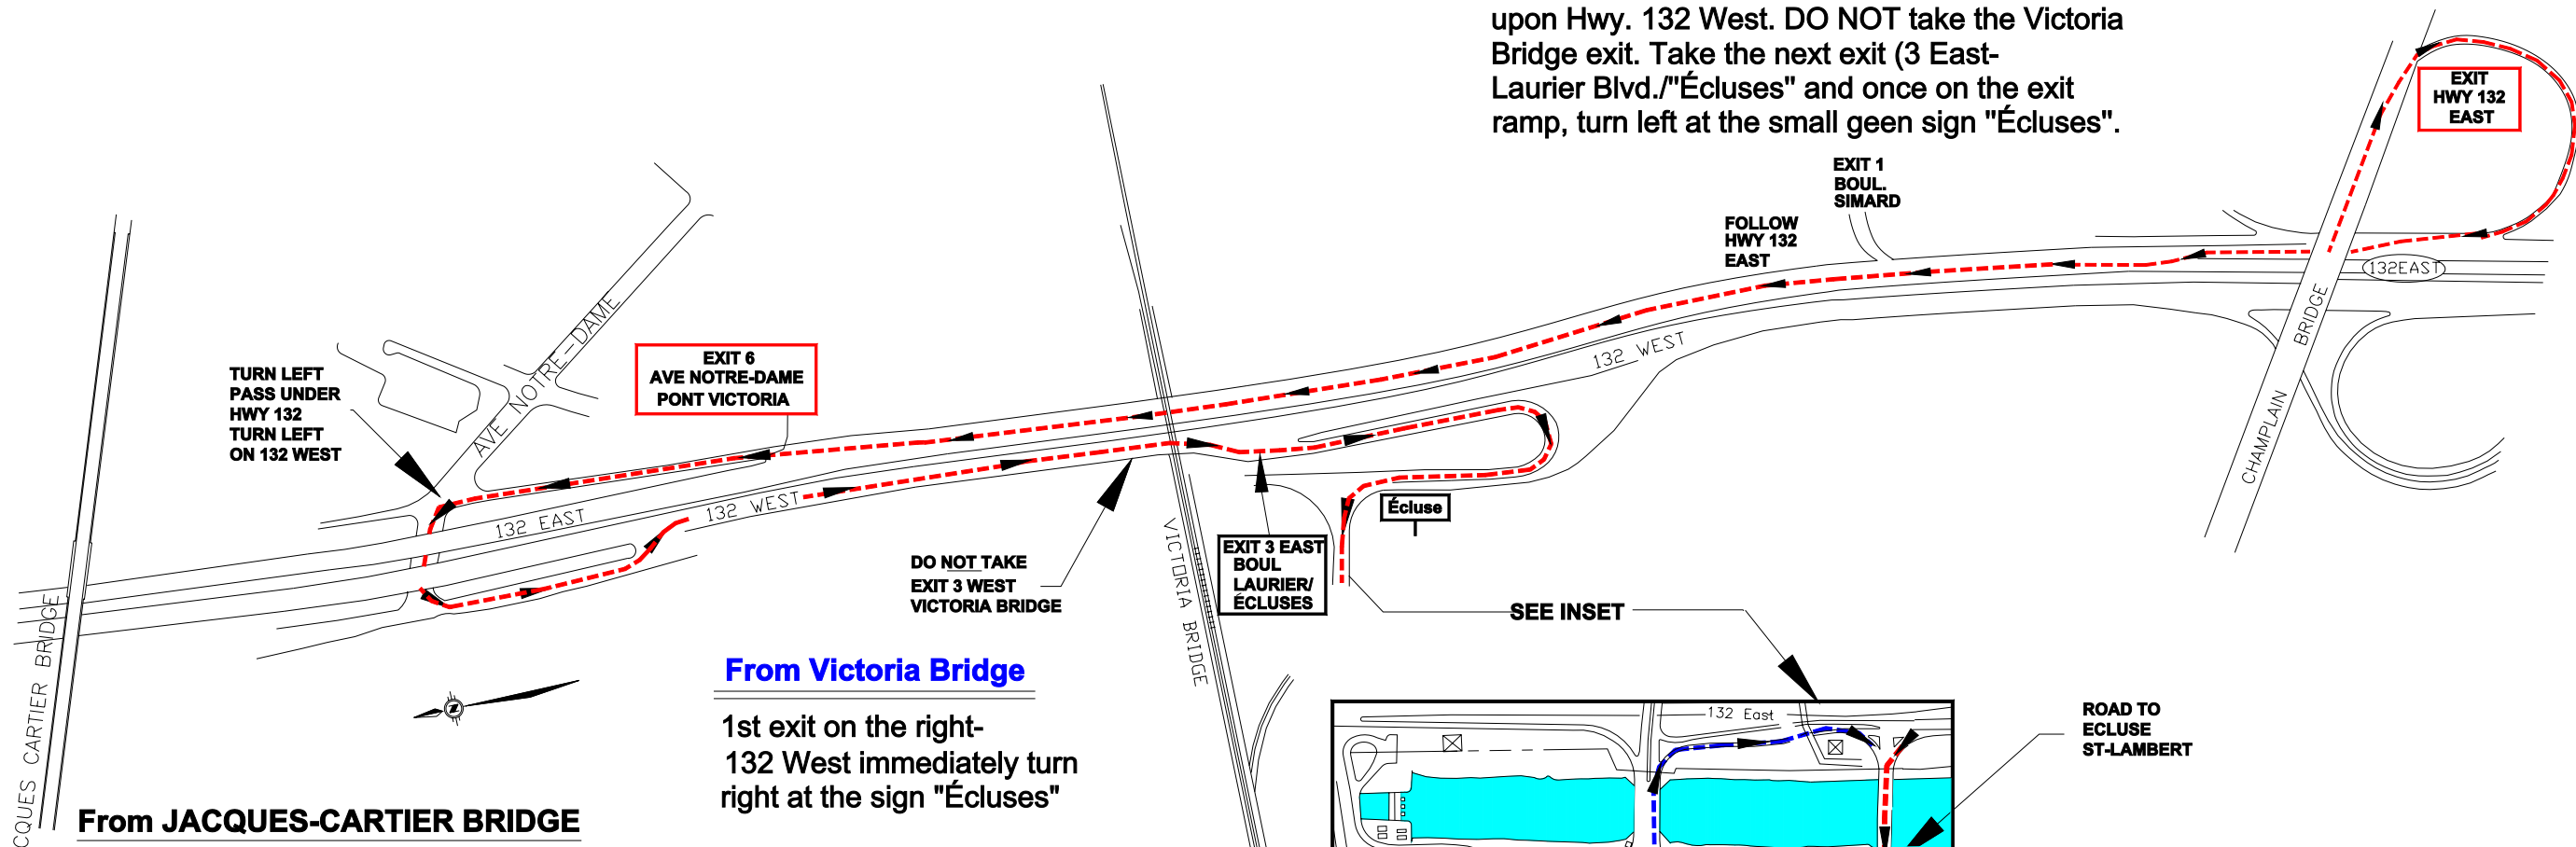 upon Hwy. 132 West. DO NOT take the Victoria
Bridge exit. Take the next exit (3 East-
Laurier Blvd./"Écluses" and once on the exit
ramp, turn left at the small geen sign "Écluses".
EXIT
HWY 132
EAST
EXIT 1
BOUL.
SIMARD
FOLLOW
HWY 132
EAST
132EAST
CHAMPLAIN BRIDGE
132 WEST
AVE NOTRE-DAME
EXIT 6
AVE NOTRE-DAME
PONT VICTORIA
TURN LEFT
PASS UNDER
HWY 132
TURN LEFT
ON 132 WEST
132 EAST
132 WEST
DO NOT TAKE
EXIT 3 WEST
VICTORIA BRIDGE
VICTORIA BRIDGE
EXIT 3 EAST
BOUL
LAURIER/
ÉCLUSES
Écluse
SEE INSET
CQUES CARTIER BRIDGE
Z
From Victoria Bridge
1st exit on the right-
132 West immediately turn
right at the sign "Écluses"
From JACQUES-CARTIER BRIDGE
132 East
ROAD TO
ECLUSE
ST-LAMBERT